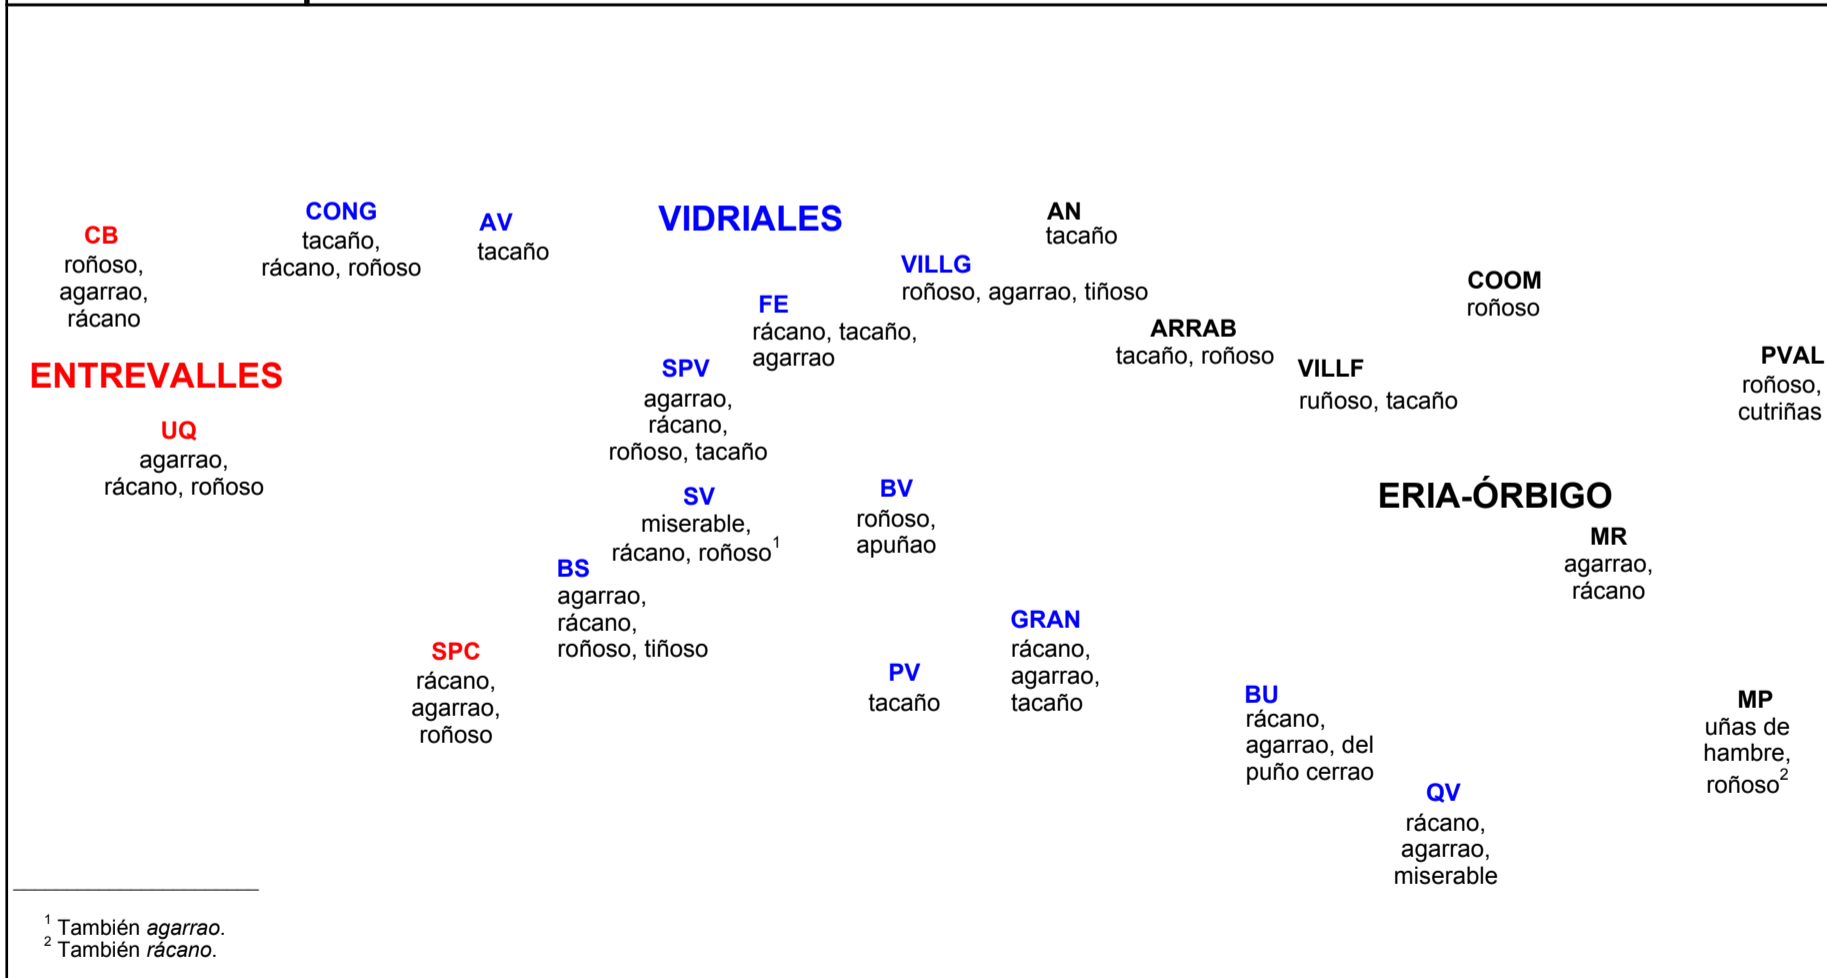 CB
roñoso,
agarrao,
rácano
CONG
tacaño,
rácano, roñoso
AV
tacaño
VIDRIALES
AN
tacaño
VILLG
roñoso, agarrao, tiñoso
FE
rácano, tacaño,
agarrao
COOM
roñoso
ARRAB
tacaño, roñoso
VILLF
ruñoso, tacaño
PVAL
roñoso,
cutriñas
ENTREVALLES
SPV
agarrao,
rácano,
roñoso, tacaño
UQ
agarrao,
rácano, roñoso
SV
miserable,
rácano, roñoso¹
BV
roñoso,
apuñao
ERIA-ÓRBIGO
MR
agarrao,
rácano
BS
agarrao,
rácano,
roñoso, tiñoso
SPC
rácano,
agarrao,
roñoso
PV
tacaño
GRAN
rácano,
agarrao,
tacaño
BU
rácano,
agarrao, del
puño cerrao
MP
uñas de
hambre,
roñoso²
QV
rácano,
agarrao,
miserable
¹ También agarrao.
² También rácano.